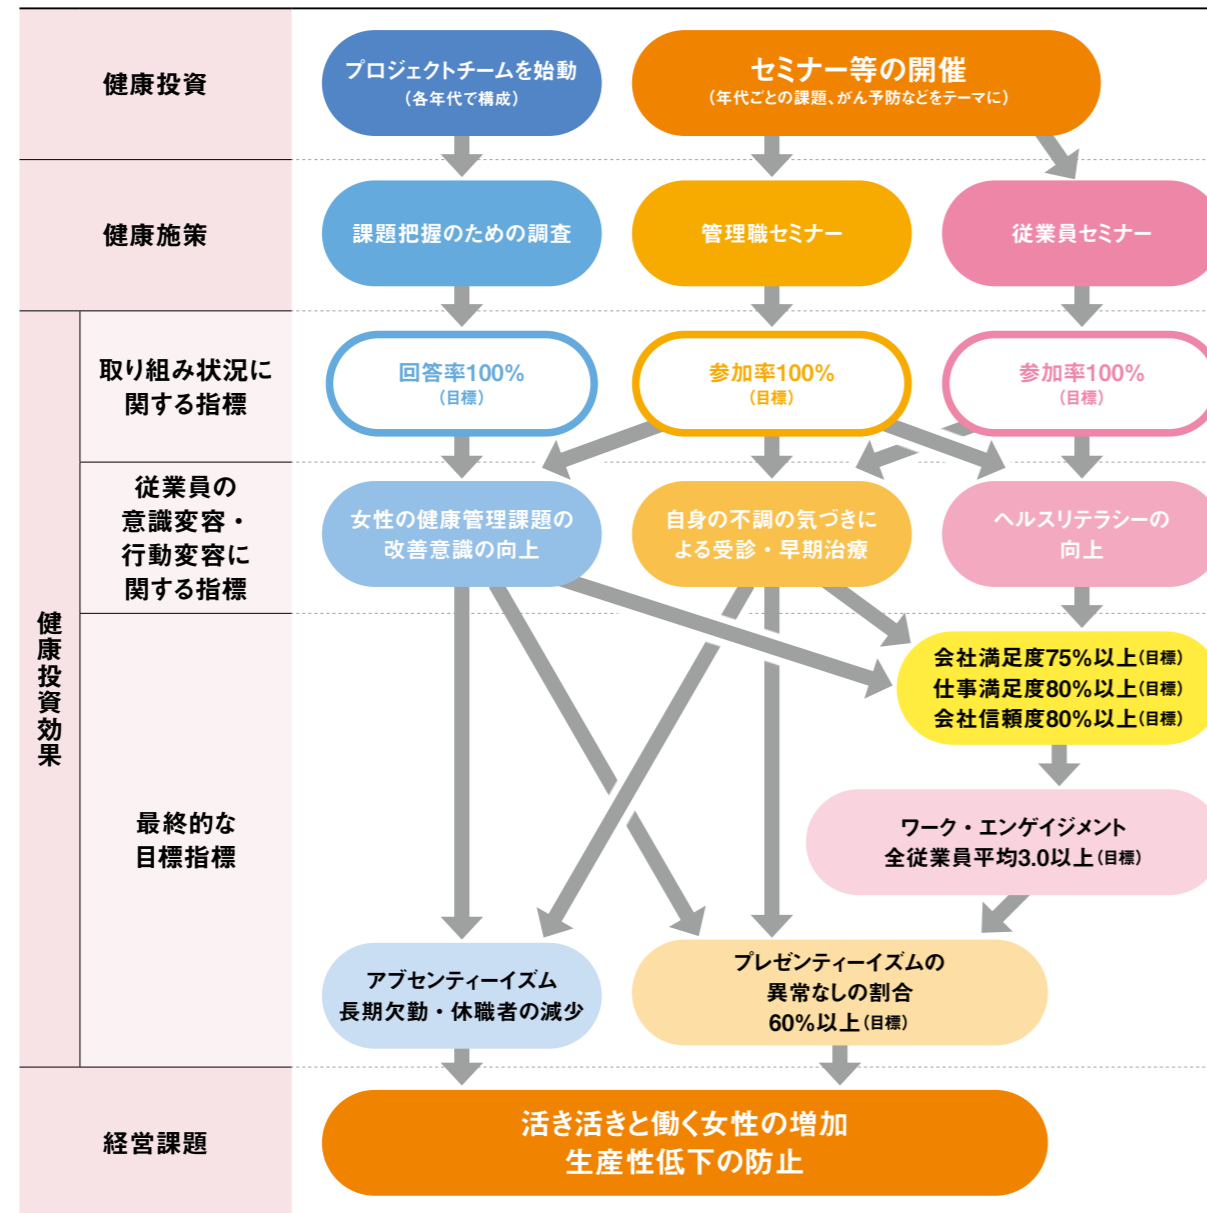 健康投資
プロジェクトチームを始動
(各年代で構成)
セミナー等の開催
(年代ごとの課題、がん予防などをテーマに)
健康施策
課題把握のための調査
管理職セミナー
従業員セミナー
健康投資効果
取り組み状況に
関する指標
回答率100%
(目標)
参加率100%
(目標)
参加率100%
(目標)
従業員の
意識変容・
行動変容に
関する指標
女性の健康管理課題の
改善意識の向上
自身の不調の気づきに
よる受診・早期治療
ヘルスリテラシーの
向上
最終的な
目標指標
会社満足度75%以上(目標)
仕事満足度80%以上(目標)
会社信頼度80%以上(目標)
ワーク・エンゲイジメント
全従業員平均3.0以上(目標)
アブセンティーイズム
長期欠勤・休職者の減少
プレゼンティーイズムの
異常なしの割合
60%以上(目標)
経営課題
活き活きと働く女性の増加
生産性低下の防止